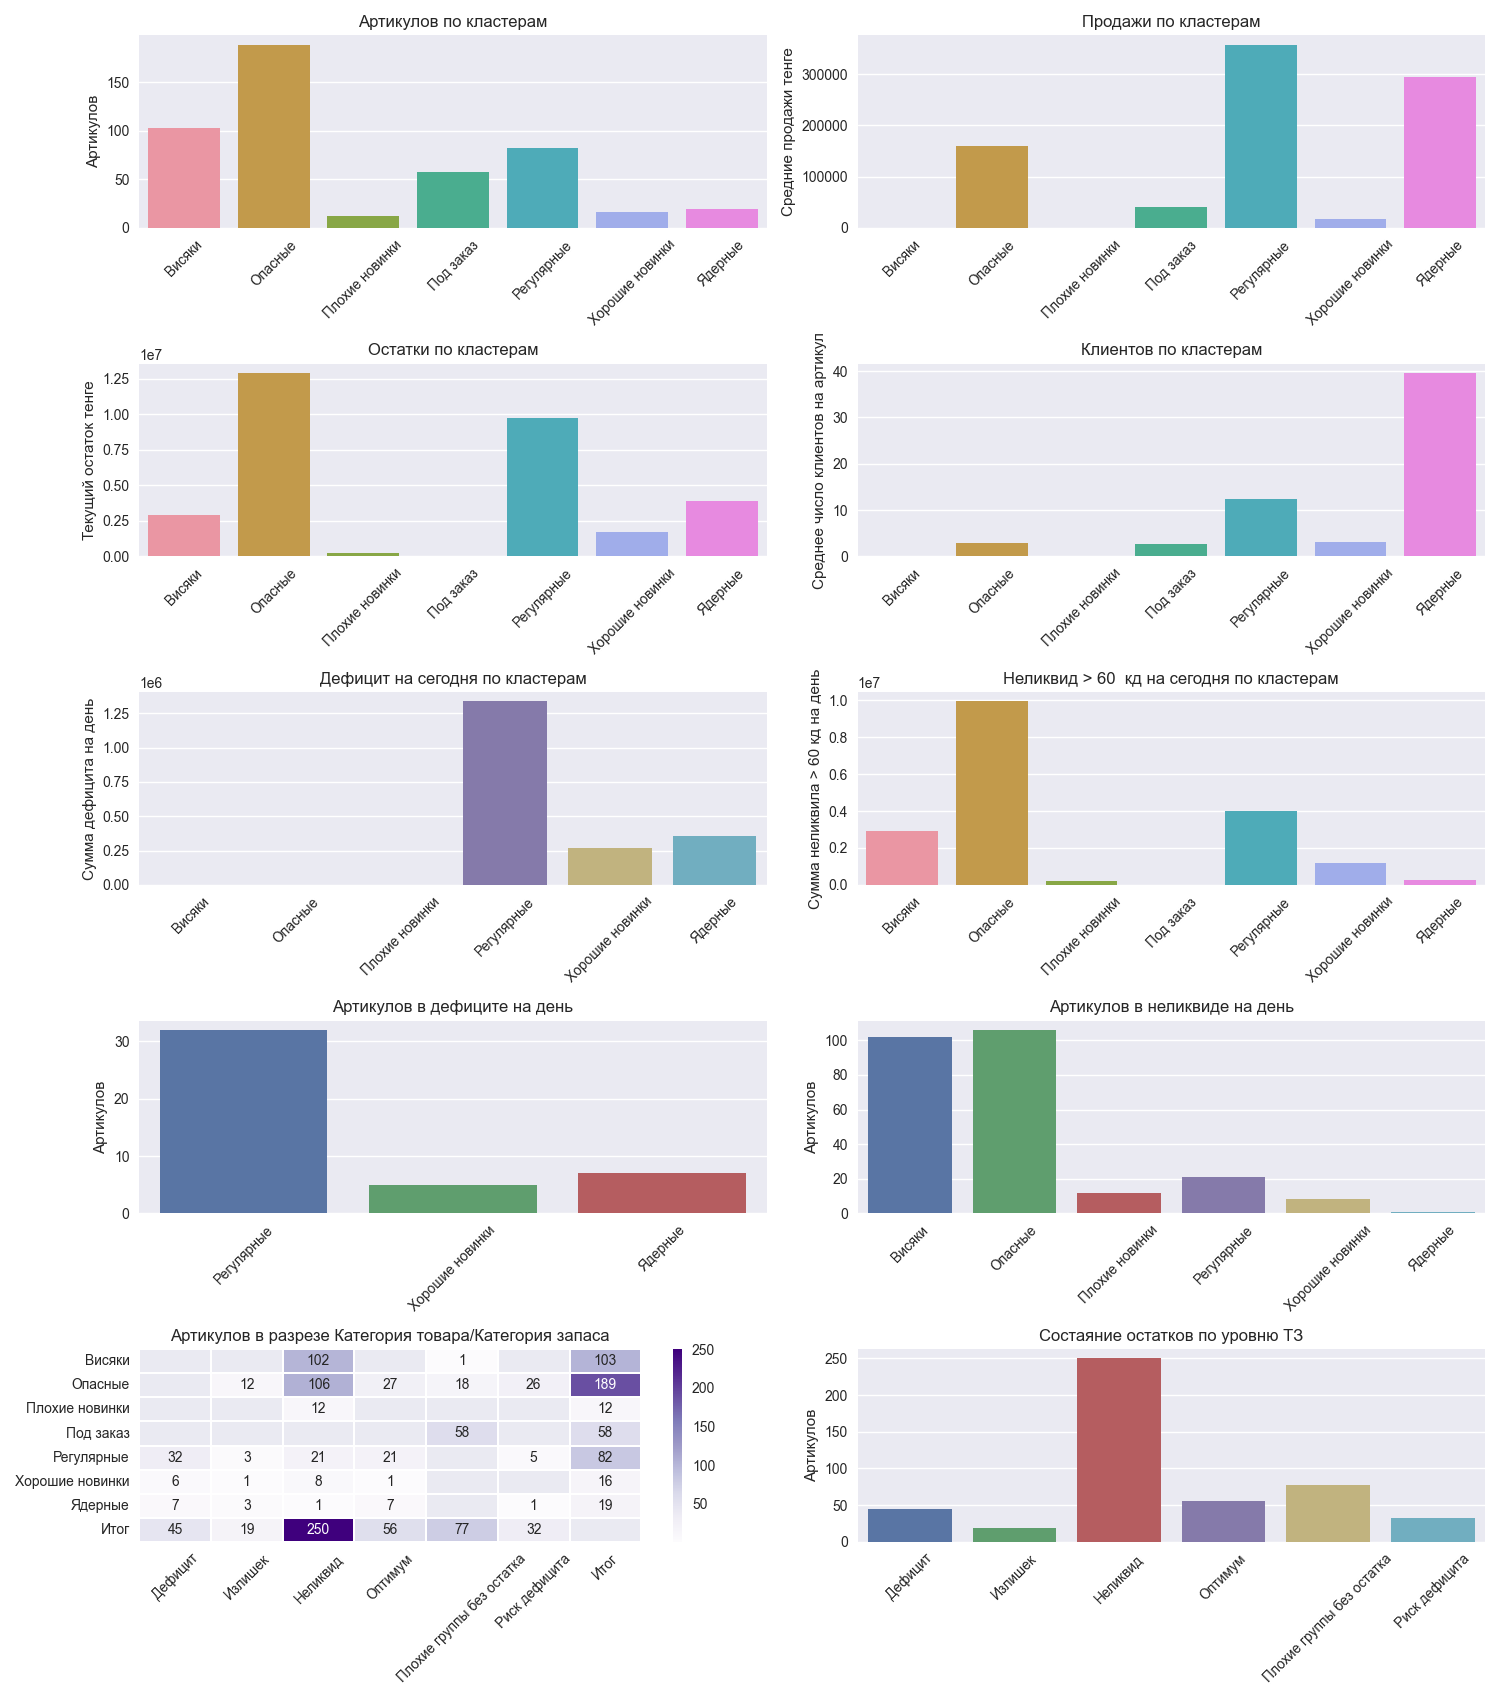 Артикулов по кластерам
Артикулов
150
100
50
0
Висяки
Опасные
Плохие новинки
Под заказ
Регулярные
Хорошие новинки
Ядерные
Продажи по кластерам
Средние продажи тенге
300000
200000
100000
0
Висяки
Опасные
Плохие новинки
Под заказ
Регулярные
Хорошие новинки
Ядерные
Остатки по кластерам
1e7
Текущий остаток тенге
1.25
1.00
0.75
0.50
0.25
0.00
Висяки
Опасные
Плохие новинки
Под заказ
Регулярные
Хорошие новинки
Ядерные
Клиентов по кластерам
Среднее число клиентов на артикул
40
30
20
10
0
Висяки
Опасные
Плохие новинки
Под заказ
Регулярные
Хорошие новинки
Ядерные
Дефицит на сегодня по кластерам
1e6
Сумма дефицита на день
1.25
1.00
0.75
0.50
0.25
0.00
Висяки
Опасные
Плохие новинки
Регулярные
Хорошие новинки
Ядерные
Неликвид > 60  кд на сегодня по кластерам
1e7
Сумма неликвипа > 60 кд на день
1.0
0.8
0.6
0.4
0.2
0.0
Висяки
Опасные
Плохие новинки
Под заказ
Регулярные
Хорошие новинки
Ядерные
Артикулов в дефиците на день
Артикулов
30
20
10
0
Регулярные
Хорошие новинки
Ядерные
Артикулов в неликвиде на день
Артикулов
100
80
60
40
20
0
Висяки
Опасные
Плохие новинки
Регулярные
Хорошие новинки
Ядерные
Артикулов в разрезе Категория товара/Категория запаса
Висяки 102 1 103
Опасные 12 106 27 18 26 189
Плохие новинки 12 12
Под заказ 58 58
Регулярные 32 3 21 21 5 82
Хорошие новинки 6 1 8 1 16
Ядерные 7 3 1 7 1 19
Итог 45 19 250 56 77 32
Дефицит
Излишек
Неликвид
Оптимум
Плохие группы без остатка
Риск дефицита
Итог
250
200
150
100
50
Состаяние остатков по уровню ТЗ
Артикулов
250
200
150
100
50
0
Дефицит
Излишек
Неликвид
Оптимум
Плохие группы без остатка
Риск дефицита